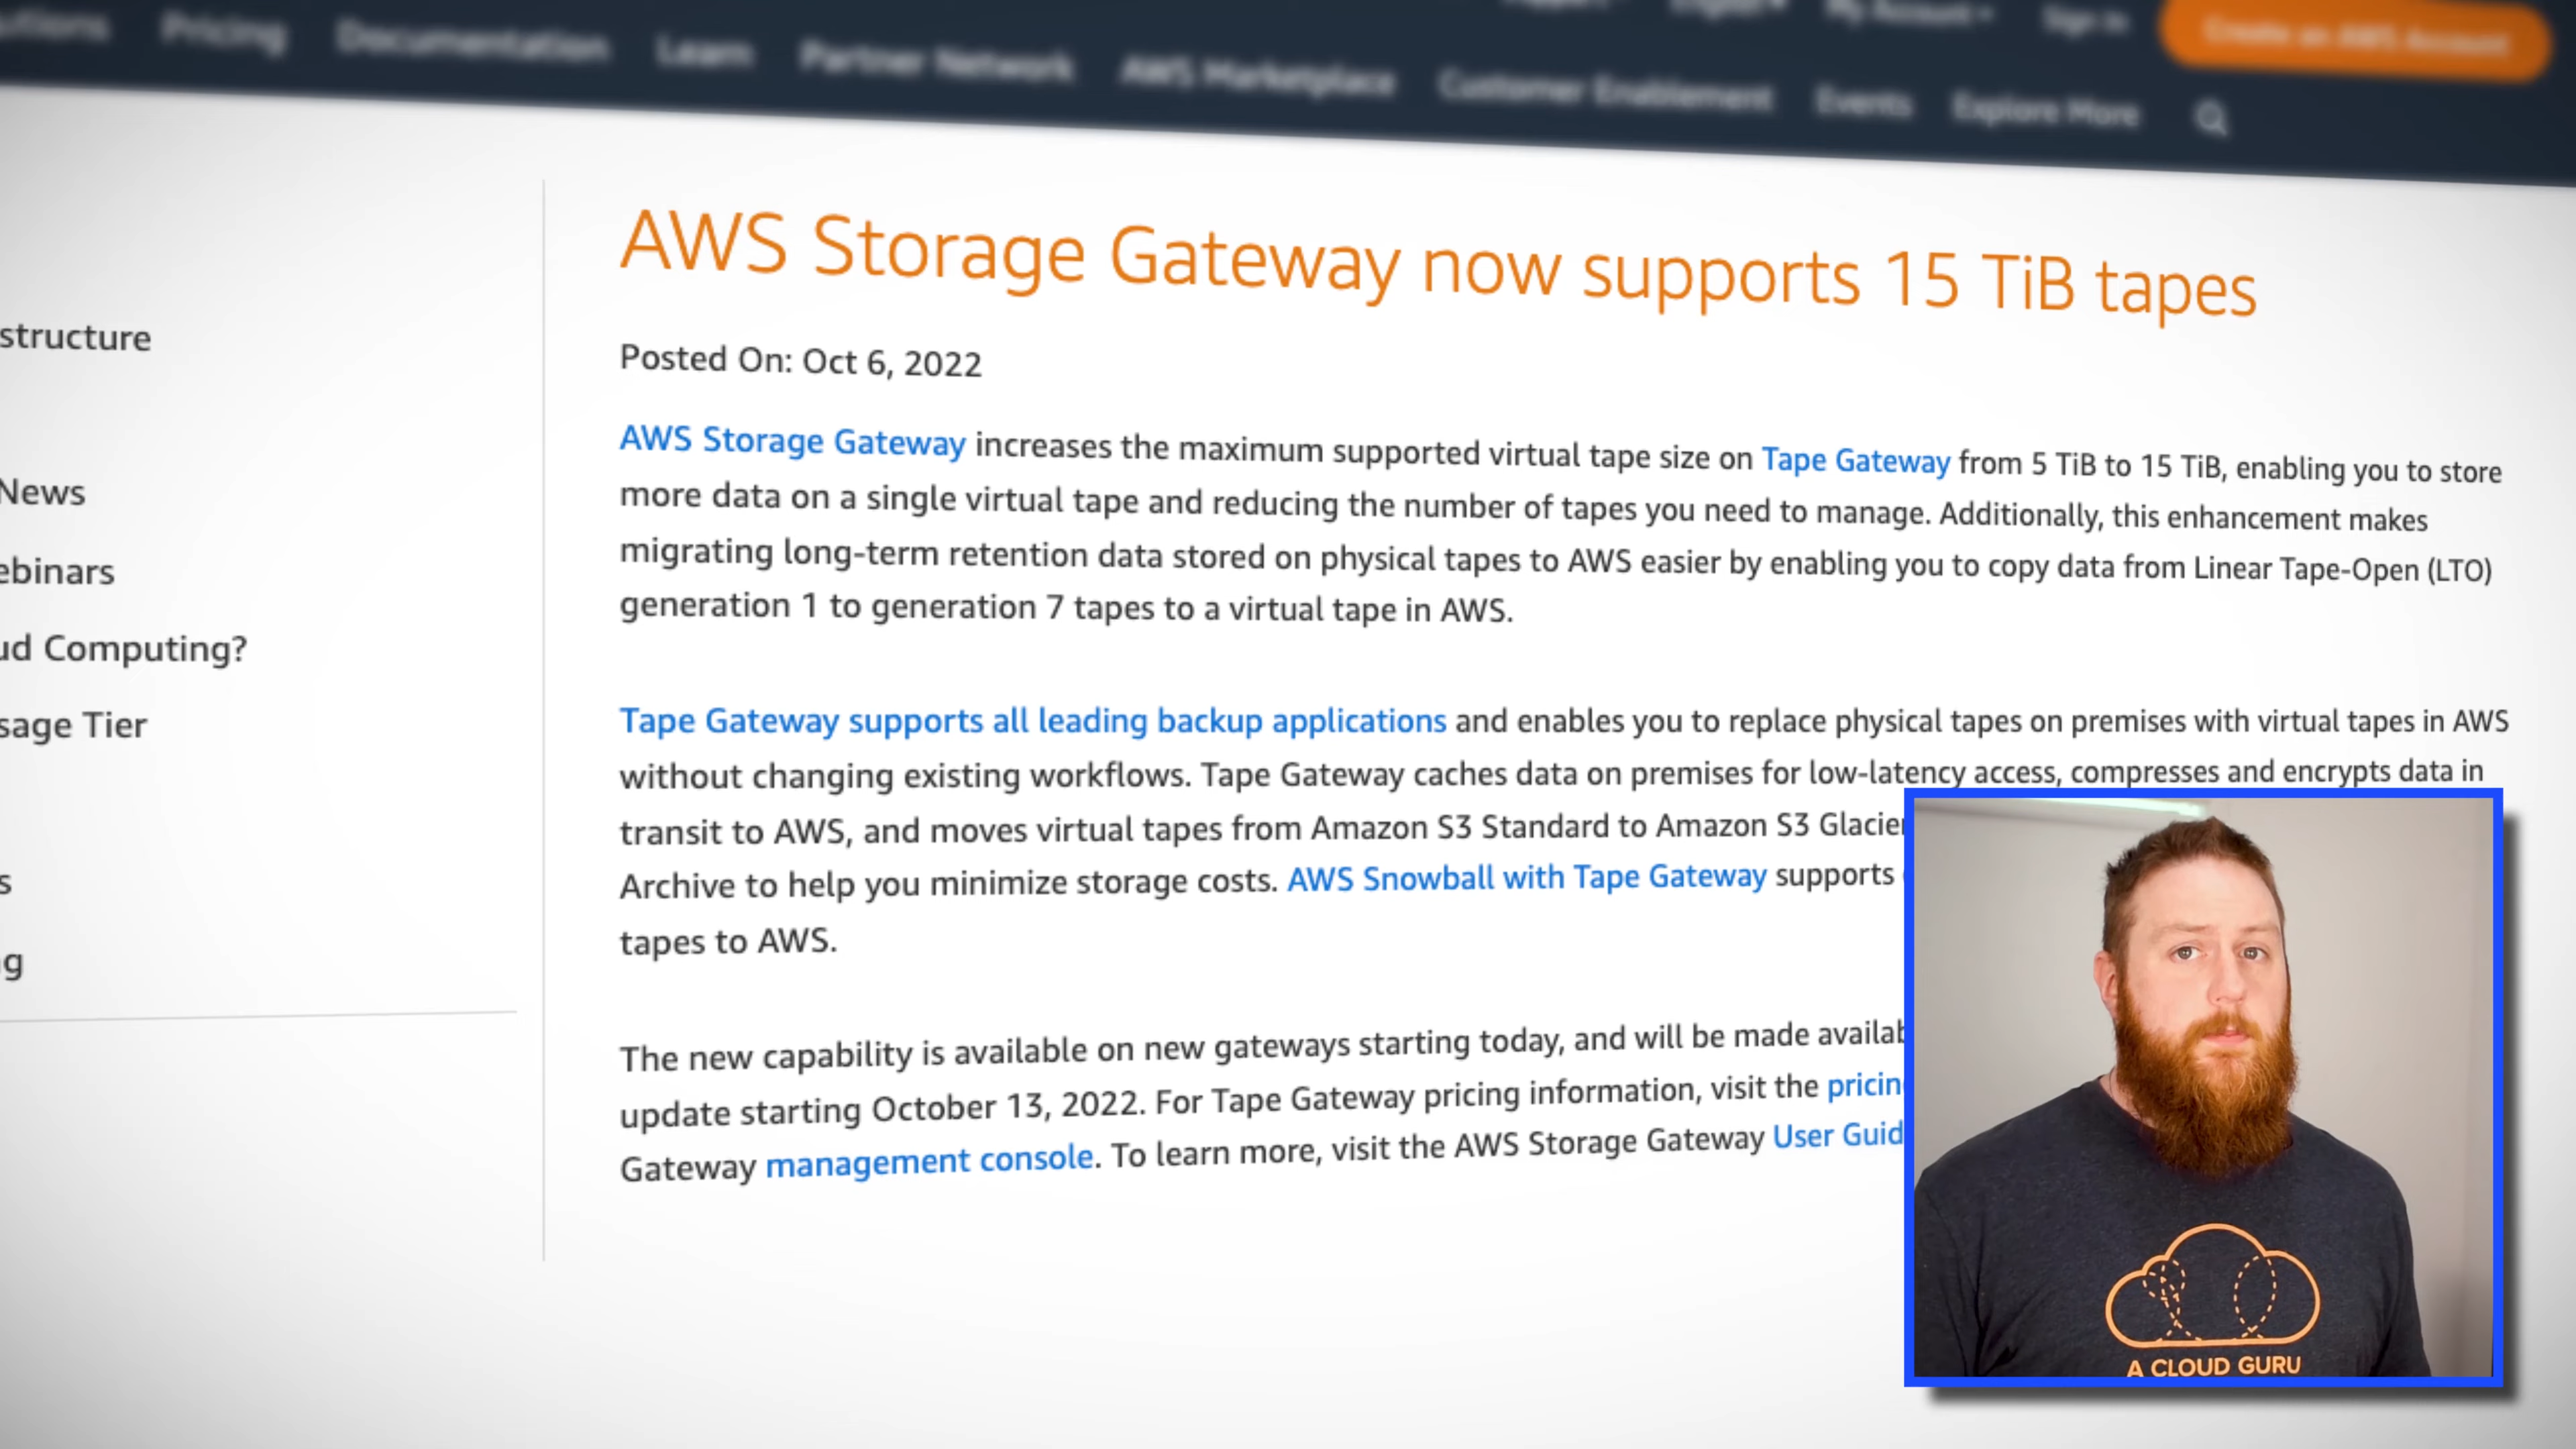 Pricing
Documentation
Learn
Partner Network
AWS Marketplace
Customer Enablement
Events
Explore More
My Account
Sign In
Create an AWS Account
structure
News
ebinars
ud Computing?
sage Tier
s
g
AWS Storage Gateway now supports 15 TiB tapes
Posted On: Oct 6, 2022
AWS Storage Gateway increases the maximum supported virtual tape size on Tape Gateway from 5 TiB to 15 TiB, enabling you to store
more data on a single virtual tape and reducing the number of tapes you need to manage. Additionally, this enhancement makes
migrating long-term retention data stored on physical tapes to AWS easier by enabling you to copy data from Linear Tape-Open (LTO)
generation 1 to generation 7 tapes to a virtual tape in AWS.
Tape Gateway supports all leading backup applications and enables you to replace physical tapes on premises with virtual tapes in AWS
without changing existing workflows. Tape Gateway caches data on premises for low-latency access, compresses and encrypts data in
transit to AWS, and moves virtual tapes from Amazon S3 Standard to Amazon S3 Glacier
Archive to help you minimize storage costs. AWS Snowball with Tape Gateway supports
tapes to AWS.
The new capability is available on new gateways starting today, and will be made availab
update starting October 13, 2022. For Tape Gateway pricing information, visit the pricin
Gateway management console. To learn more, visit the AWS Storage Gateway User Guid
A CLOUD GURU